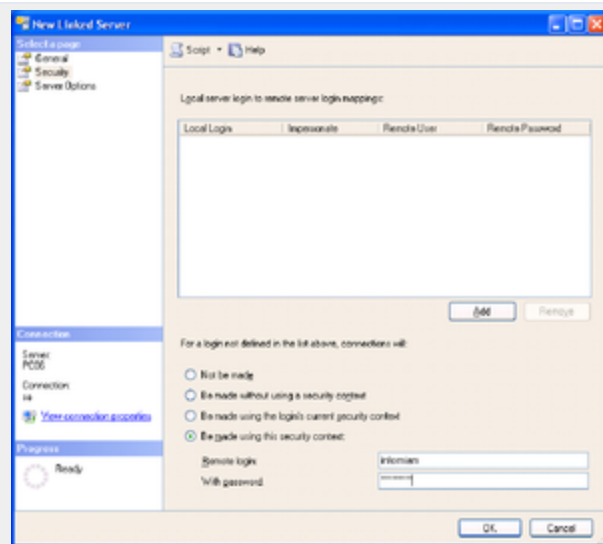 New Linked Server
Select a page
General
Security
Server Options
Script Help
Local server login to remote server login mappings:
Local Login Impersonate Remote User Remote Password
Add Remove
Connection
Server:
PC06
Connection:
sa
View connection properties
Progress
Ready
For a login not defined in the list above, connections will:
Not be made
Be made without using a security context
Be made using the login's current security context
Be made using this security context:
Remote login:
With password:
OK Cancel